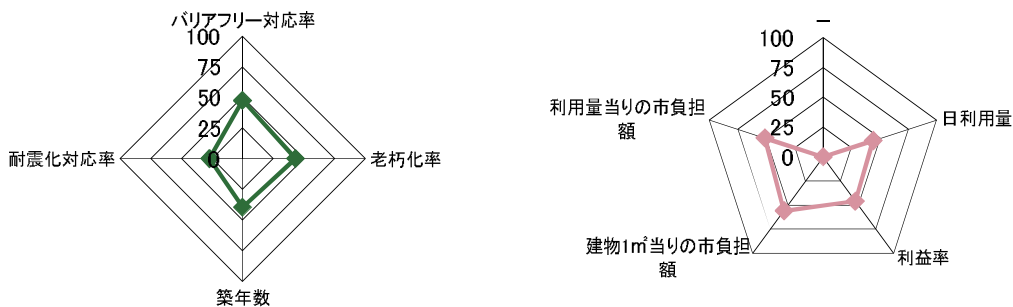 バリアフリー対応率
100
75
50
25
0
耐震化対応率
老朽化率
築年数
－
100
75
50
25
0
利用量当りの市負担
額
日利用量
建物1㎡当りの市負担
額
利益率